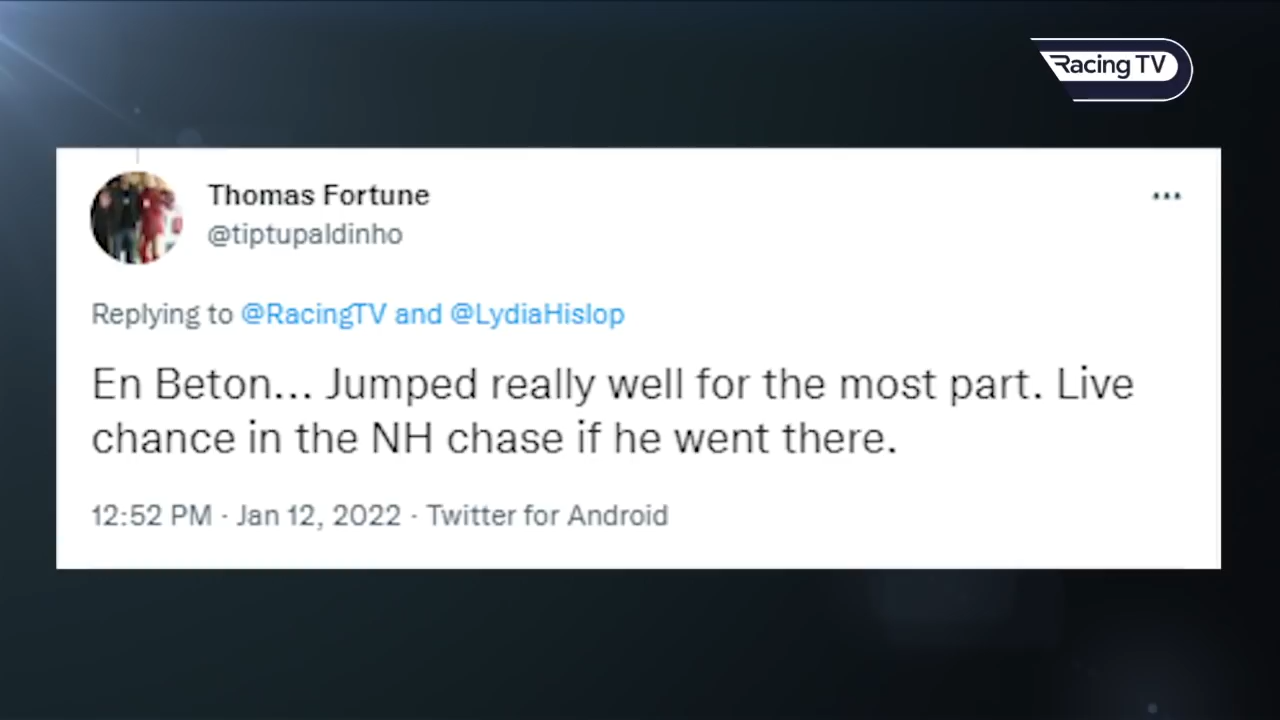 Racing TV
Thomas Fortune
@tiptupaldinho
Replying to @RacingTV and @LydiaHislop
En Beton... Jumped really well for the most part. Live
chance in the NH chase if he went there.
12:52 PM · Jan 12, 2022 · Twitter for Android